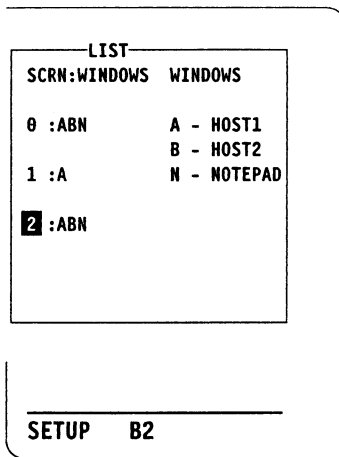 LIST
SCRN:WINDOWS WINDOWS
0 :ABN A - HOST1
B - HOST2
1 :A N - NOTEPAD
2 :ABN
SETUP B2